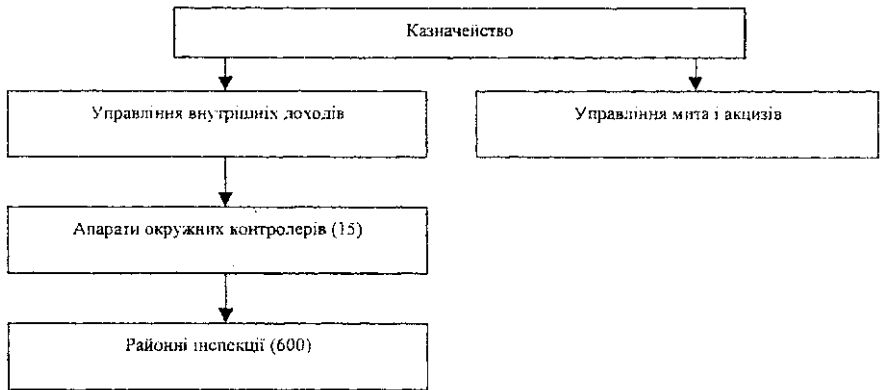 Казначейство
Управління внутрішніх доходів
Управління мита і акцизів
Апарати окружних контролерів (15)
Районні інспекції (600)